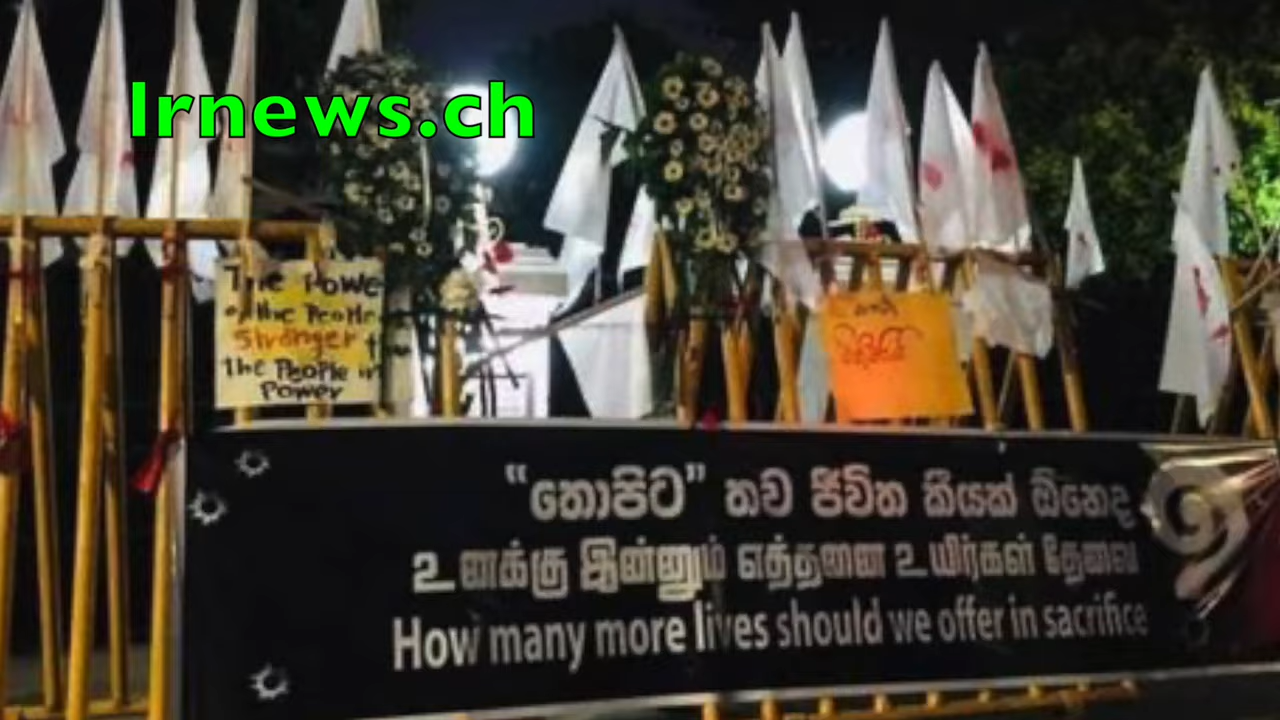 lrnews.ch
The Powe
of the People
Stronger
the People in
Power
"තොපිට" තව ජීවිත කීයක් ඕනෙද
உனக்கு இன்னும் எத்தனை உயிர்கள் தேவை
How many more lives should we offer in sacrifice